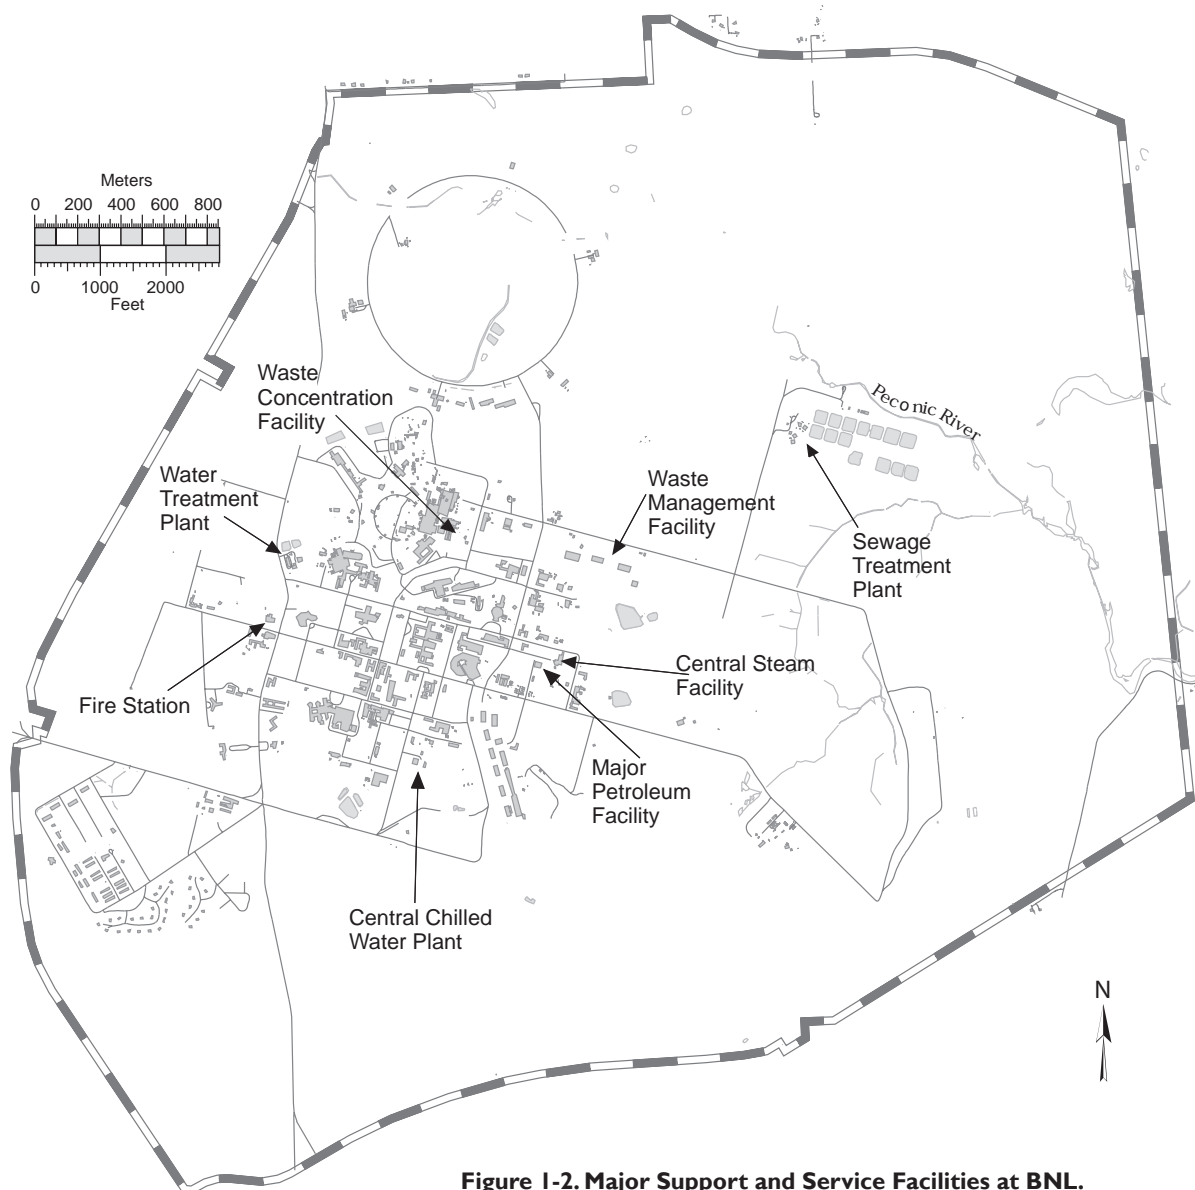 Meters
0 200 400 600 800
0 1000 2000
Feet
Waste
Concentration
Facility
Peconic River
Water
Treatment
Plant
Waste
Management
Facility
Sewage
Treatment
Plant
Central Steam
Facility
Fire Station
Major
Petroleum
Facility
Central Chilled
Water Plant
N
Figure 1-2. Major Support and Service Facilities at BNL.